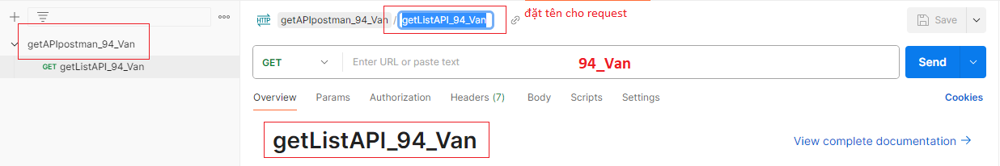 HTTP getAPIpostman_94_Van / getListAPI_94_Van
đặt tên cho request
Save
getAPIpostman_94_Van
GET getListAPI_94_Van
GET Enter URL or paste text
94_Van
Send
Overview Params Authorization Headers (7) Body Scripts Settings
Cookies
getListAPI_94_Van
View complete documentation →